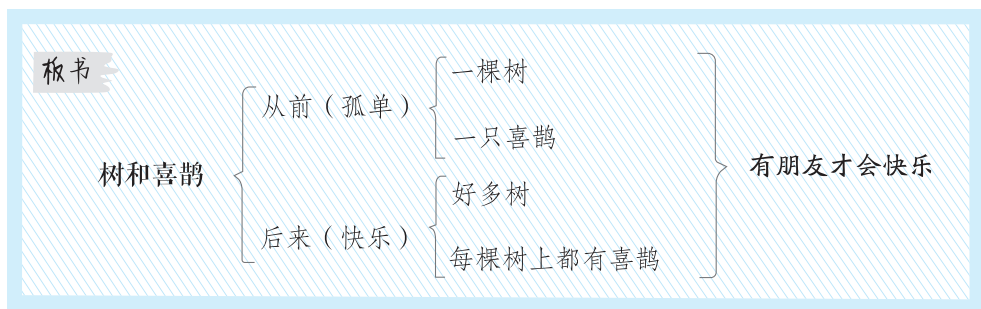 板书
树和喜鹊
从前（孤单）
一棵树
一只喜鹊
后来（快乐）
好多树
每棵树上都有喜鹊
有朋友才会快乐